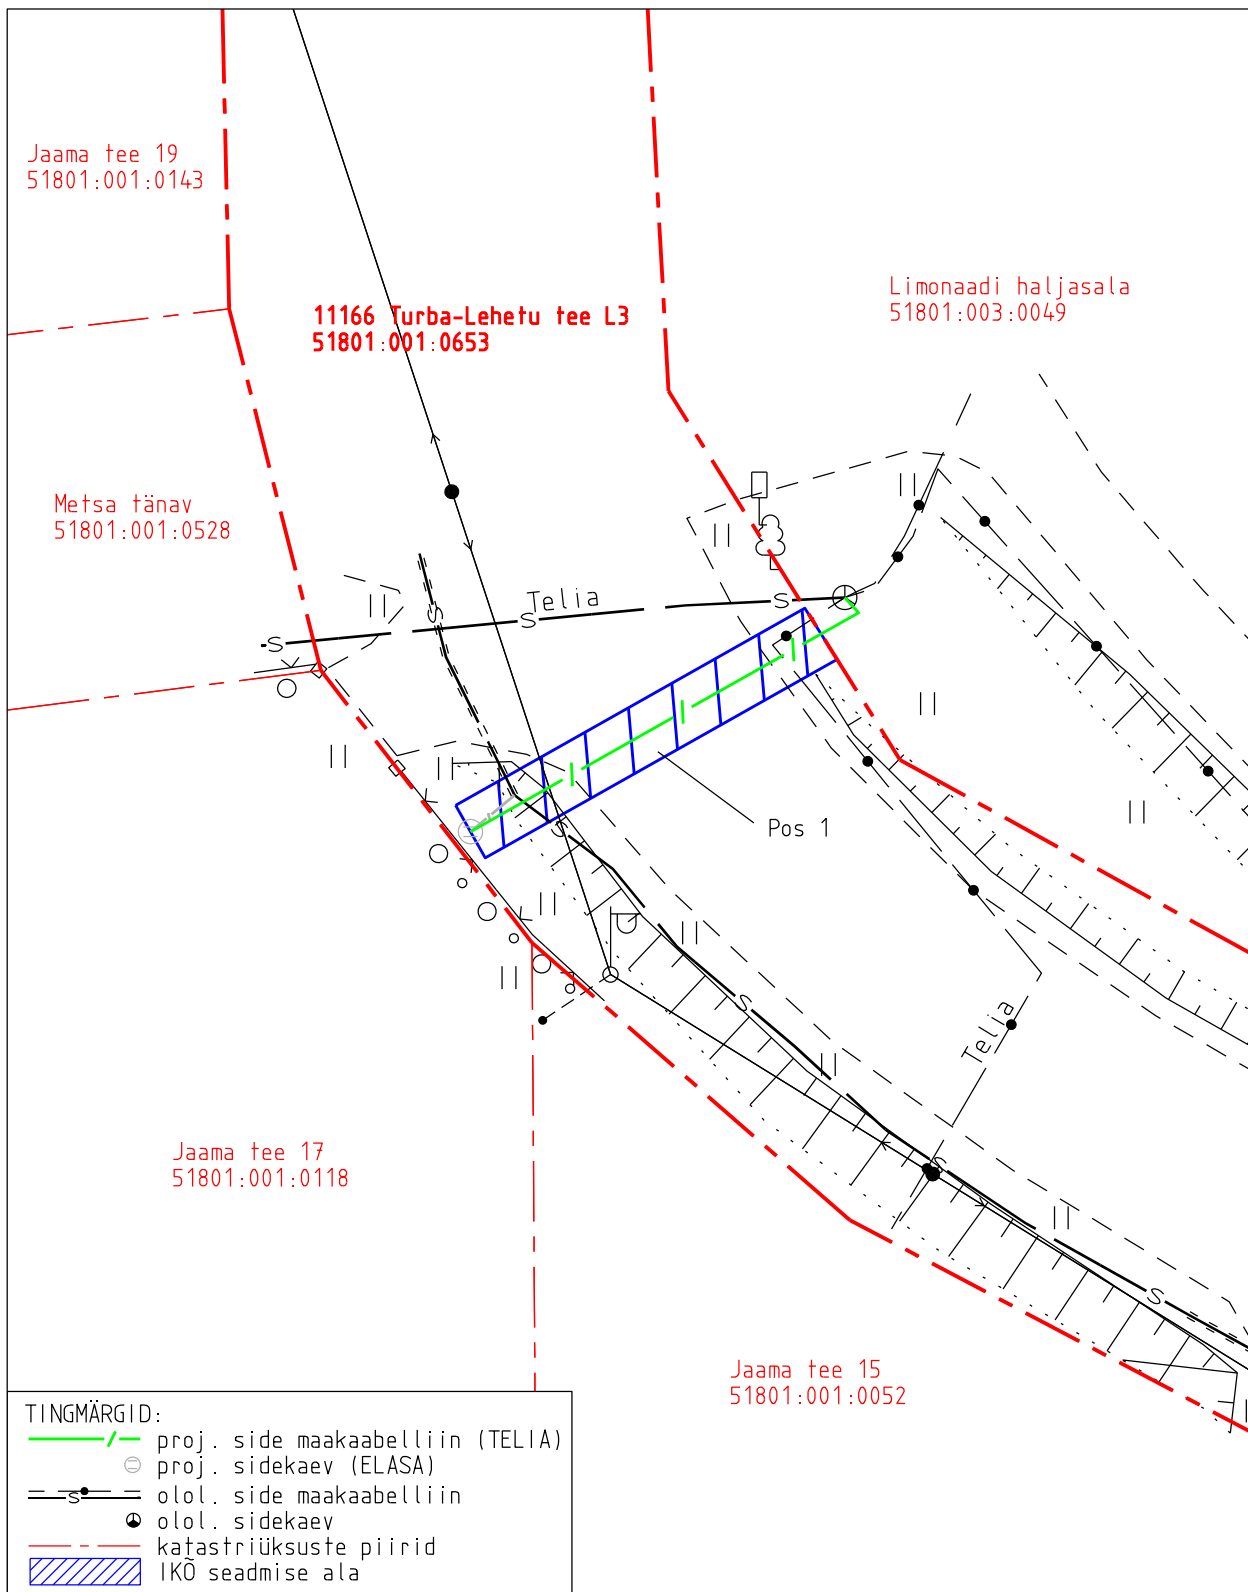 Jaama tee 19
51801:001:0143
Limonaadi haljasala
51801:003:0049
11166 Turba-Lehetu tee L3
51801:001:0653
Metsa tänav
51801:001:0528
Telia
S
S
S
S
Pos 1
S
Telia
S
S
S
Jaama tee 17
51801:001:0118
Jaama tee 15
51801:001:0052
TINGMÄRGID:
proj. side maakaabelliin (TELIA)
proj. sidekaev (ELASA)
S
olol. side maakaabelliin
olol. sidekaev
katastriüksuste piirid
IKÕ seadmise ala